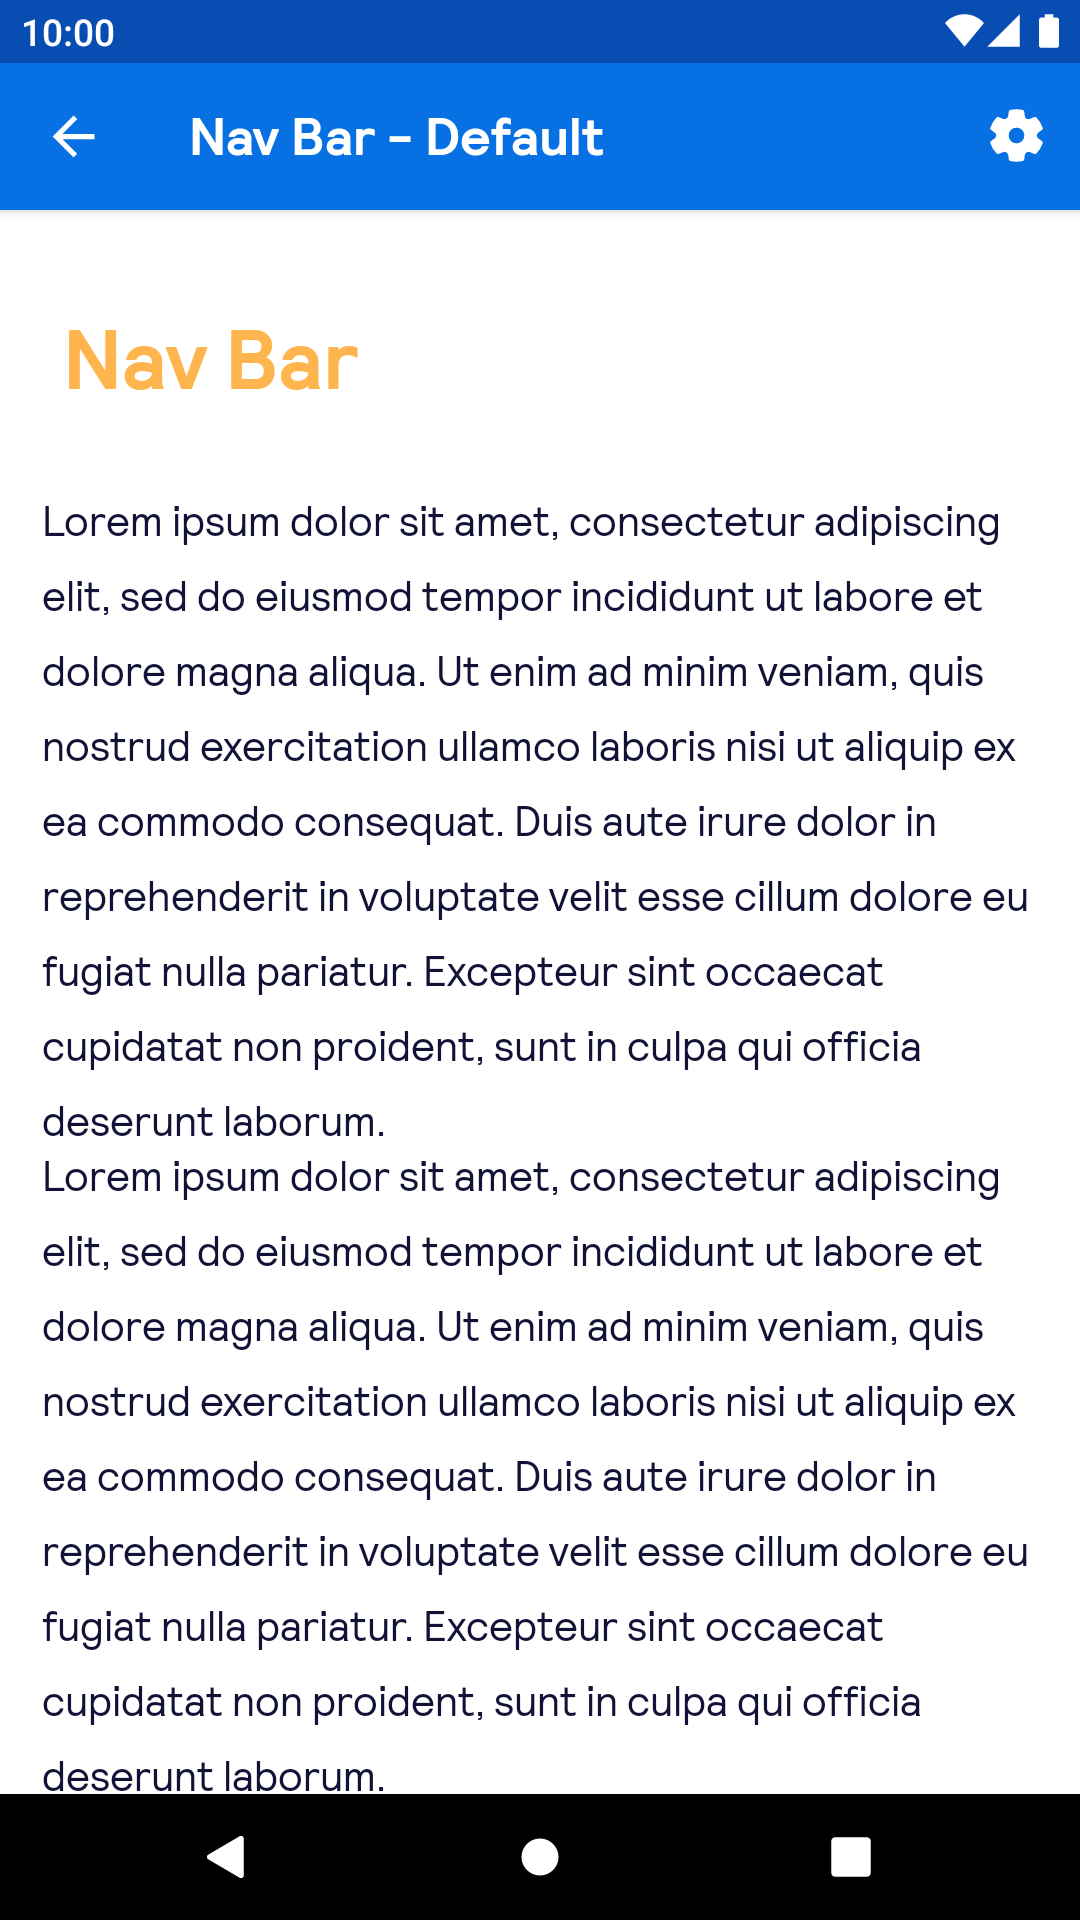 10:00
Nav Bar - Default
Nav Bar
Lorem ipsum dolor sit amet, consectetur adipiscing
elit, sed do eiusmod tempor incididunt ut labore et
dolore magna aliqua. Ut enim ad minim veniam, quis
nostrud exercitation ullamco laboris nisi ut aliquip ex
ea commodo consequat. Duis aute irure dolor in
reprehenderit in voluptate velit esse cillum dolore eu
fugiat nulla pariatur. Excepteur sint occaecat
cupidatat non proident, sunt in culpa qui officia
deserunt laborum.
Lorem ipsum dolor sit amet, consectetur adipiscing
elit, sed do eiusmod tempor incididunt ut labore et
dolore magna aliqua. Ut enim ad minim veniam, quis
nostrud exercitation ullamco laboris nisi ut aliquip ex
ea commodo consequat. Duis aute irure dolor in
reprehenderit in voluptate velit esse cillum dolore eu
fugiat nulla pariatur. Excepteur sint occaecat
cupidatat non proident, sunt in culpa qui officia
deserunt laborum.